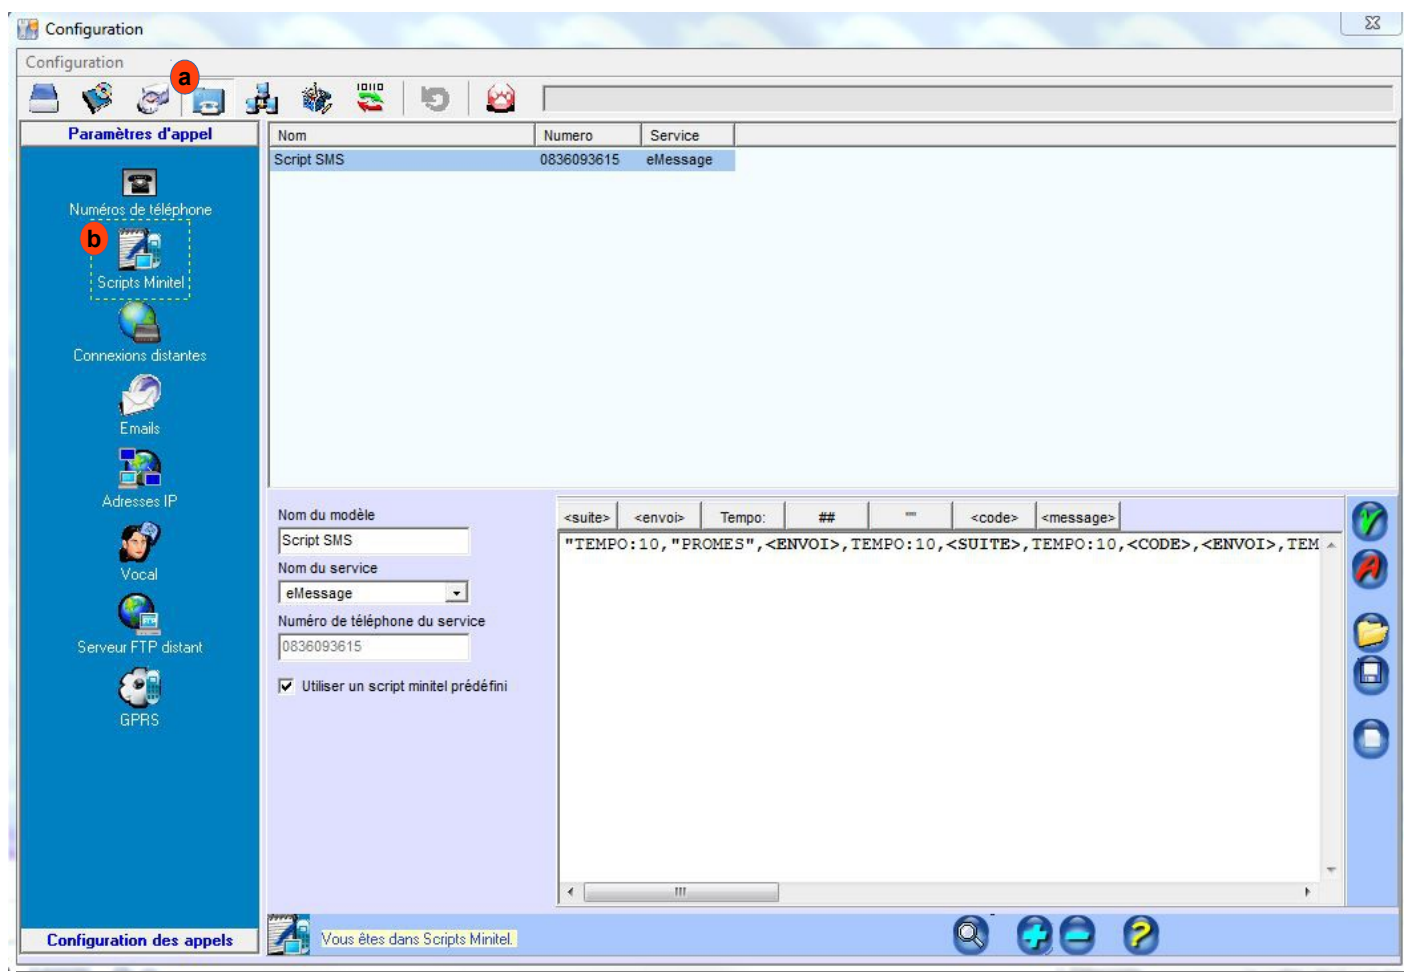 Configuration
Configuration
a
10110
Paramètres d'appel
Nom Numero Service
Script SMS 0836093615 eMessage
Numéros de téléphone
b
Scripts Minitel
Connexions distantes
Emails
Adresses IP
Vocal
Serveur FTP distant
GPRS
Configuration des appels
Nom du modèle
Script SMS
Nom du service
eMessage
Numéro de téléphone du service
0836093615
Utiliser un script minitel prédéfini
<suite> <envoi> Tempo: ## "" <code> <message>
"TEMPO:10,"PROMES",<ENVOI>,TEMPO:10,<SUITE>,TEMPO:10,<CODE>,<ENVOI>,TEM
Vous êtes dans Scripts Minitel.